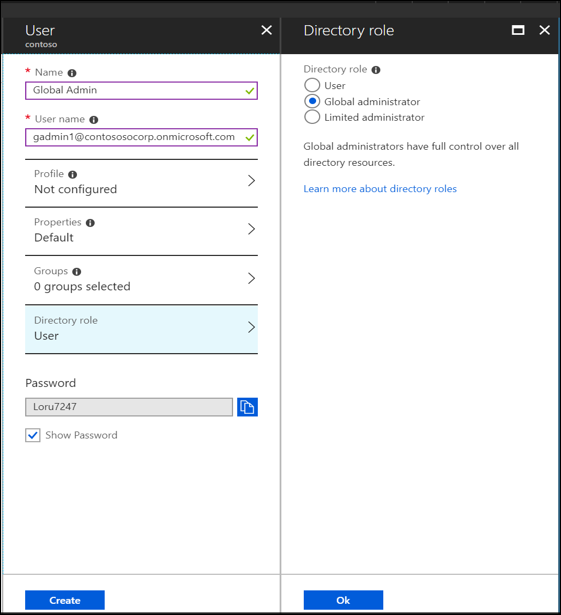 User
contoso
* Name
Global Admin
* User name
gadmin1@contososocorp.onmicrosoft.com
Profile
Not configured
Properties
Default
Groups
0 groups selected
Directory role
User
Password
Loru7247
Show Password
Create
Directory role
Directory role
User
Global administrator
Limited administrator
Global administrators have full control over all
directory resources.
Learn more about directory roles
Ok